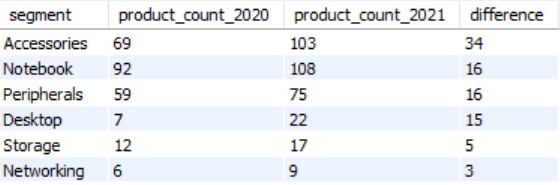 segment product_count_2020 product_count_2021 difference
Accessories 69 103 34
Notebook 92 108 16
Peripherals 59 75 16
Desktop 7 22 15
Storage 12 17 5
Networking 6 9 3